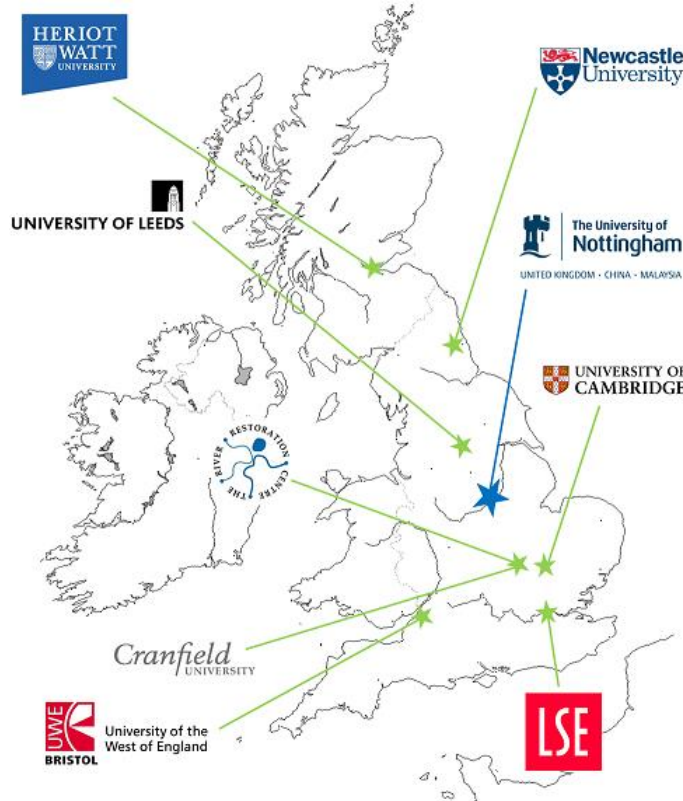 HERIOT
WATT
UNIVERSITY
Newcastle
University
UNIVERSITY OF LEEDS
The University of
Nottingham
UNITED KINGDOM • CHINA • MALAYSIA
UNIVERSITY OF
CAMBRIDGE
THE RIVER RESTORATION CENTRE
Cranfield
UNIVERSITY
UWE
BRISTOL
University of the
West of England
LSE